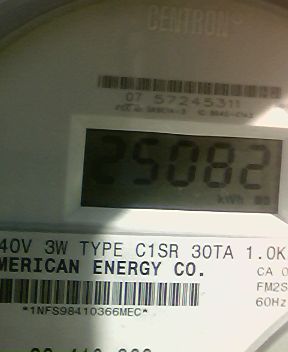 CENTRON®
07 57245311
25082
kWh
40V 3W TYPE C1SR 30TA 1.0K
MERICAN ENERGY CO.
CA 0
FM2S
60Hz
*1NFS98410366MEC*